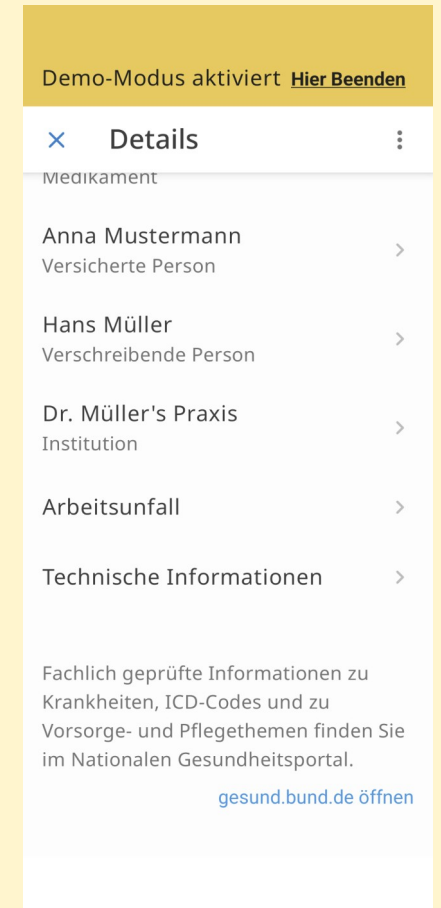 Demo-Modus aktiviert Hier Beenden
Details
Medikament
Anna Mustermann
Versicherte Person
Hans Müller
Verschreibende Person
Dr. Müller's Praxis
Institution
Arbeitsunfall
Technische Informationen
Fachlich geprüfte Informationen zu
Krankheiten, ICD-Codes und zu
Vorsorge- und Pflegethemen finden Sie
im Nationalen Gesundheitsportal.
gesund.bund.de öffnen